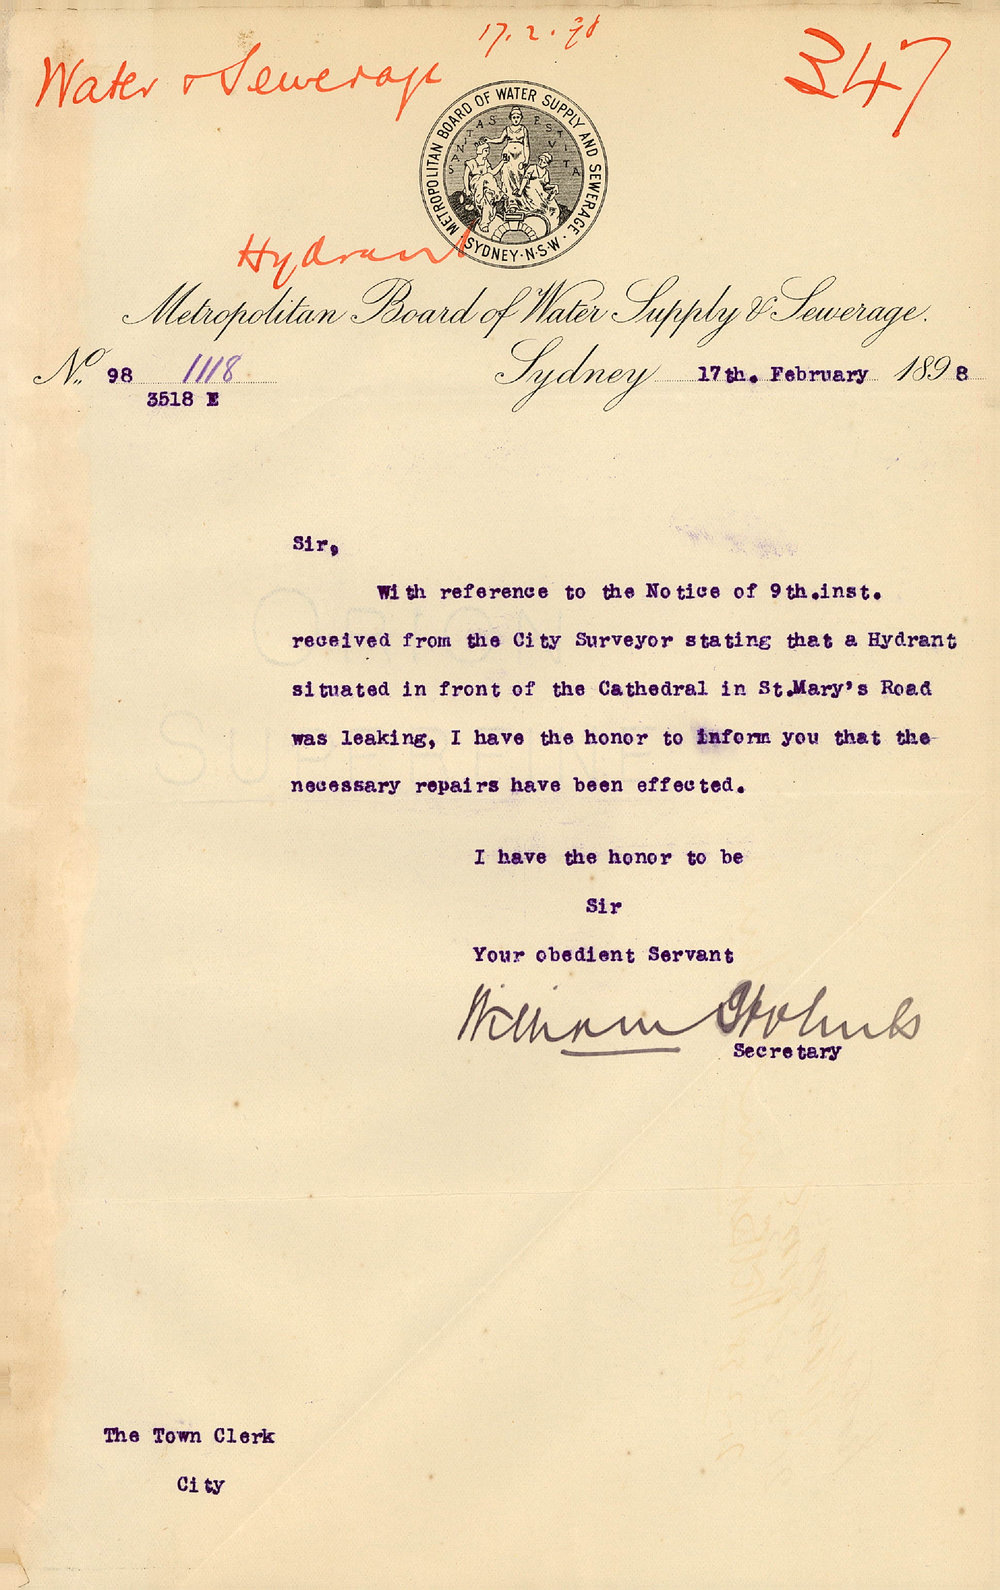 17. 2. 98
Water & Sewerage
347
METROPOLITAN BOARD OF WATER SUPPLY AND SEWERAGE.
SANITAS EST VITA
SYDNEY·N·S·W·
Hydrant
Metropolitan Board of Water Supply & Sewerage.
No. 98 1118
3518 E
Sydney 17th. February 1898
Sir,
With reference to the Notice of 9th.inst.
received from the City Surveyor stating that a Hydrant
situated in front of the Cathedral in St.Mary's Road
was leaking, I have the honor to inform you that the
necessary repairs have been effected.
I have the honor to be
Sir
Your obedient Servant
William
Secretary
The Town Clerk
City